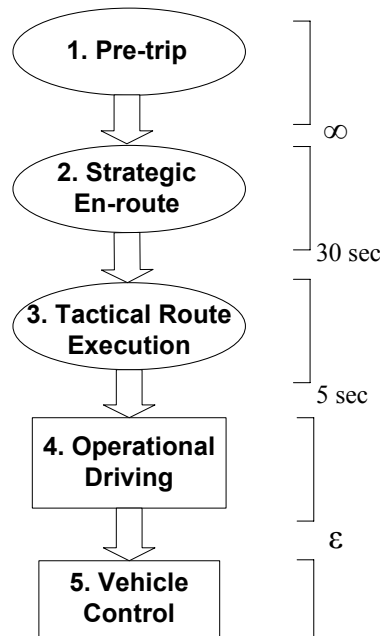 1. Pre-trip
∞
2. Strategic
En-route
30 sec
3. Tactical Route
Execution
5 sec
4. Operational
Driving
ε
5. Vehicle
Control